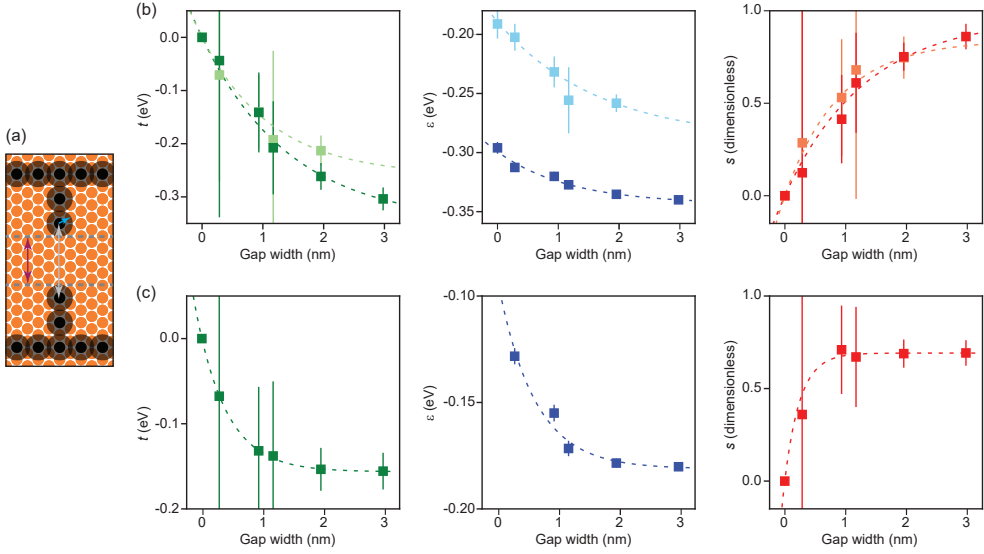 (a)
(b)
t (eV)
0.0
-0.1
-0.2
-0.3
0 1 2 3
Gap width (nm)
ε (eV)
-0.20
-0.25
-0.30
-0.35
0 1 2 3
Gap width (nm)
s (dimensionless)
1.0
0.5
0.0
0 1 2 3
Gap width (nm)
(c)
t (eV)
0.0
-0.1
-0.2
0 1 2 3
Gap width (nm)
ε (eV)
-0.10
-0.15
-0.20
0 1 2 3
Gap width (nm)
s (dimensionless)
1.0
0.5
0.0
0 1 2 3
Gap width (nm)